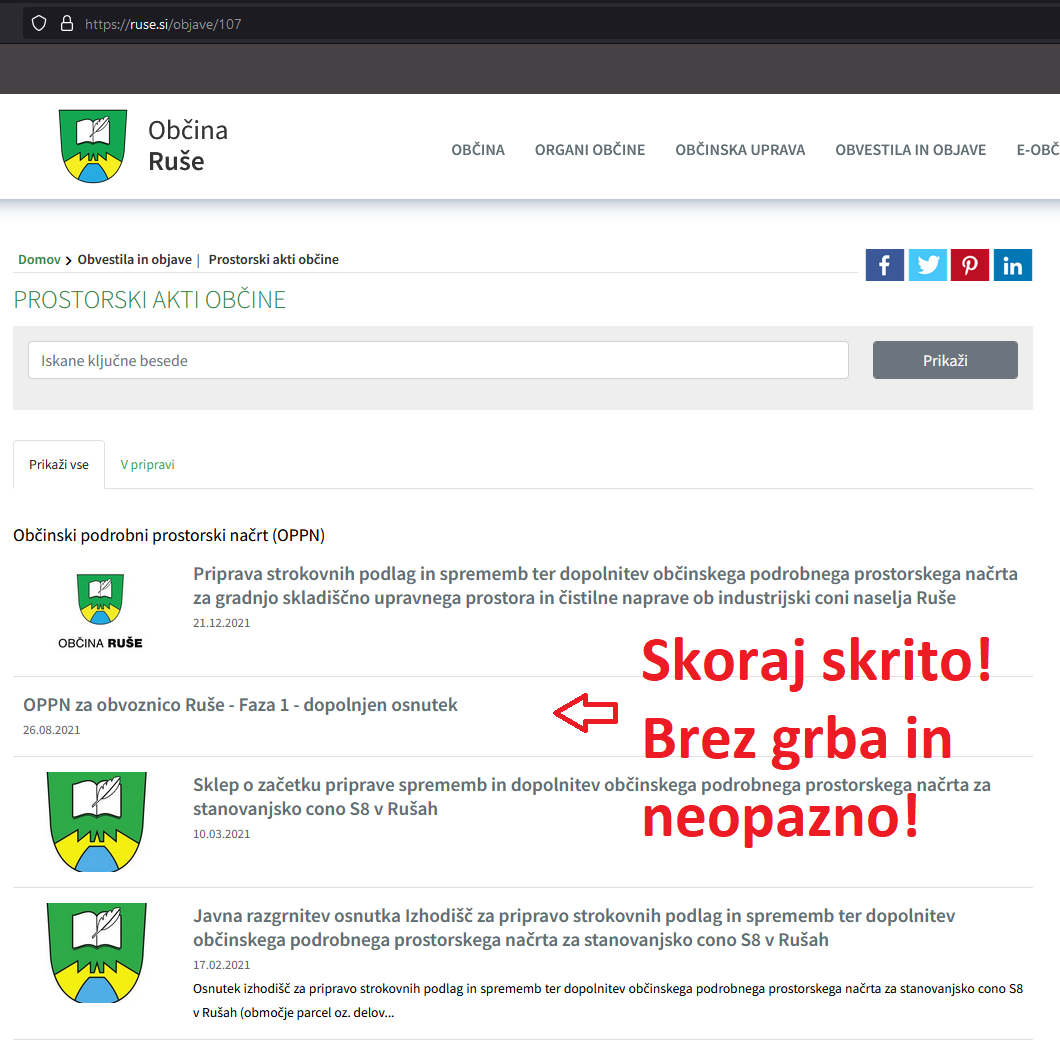 https://ruse.si/objave/107
Občina
Ruše
OBČINA ORGANI OBČINE OBČINSKA UPRAVA OBVESTILA IN OBJAVE E-OBČ
Domov > Obvestila in objave | Prostorski akti občine
PROSTORSKI AKTI OBČINE
Iskane ključne besede Prikaži
Prikaži vse V pripravi
Občinski podrobni prostorski načrt (OPPN)
Priprava strokovnih podlag in sprememb ter dopolnitev občinskega podrobnega prostorskega načrta
za gradnjo skladiščno upravnega prostora in čistilne naprave ob industrijski coni naselja Ruše
21.12.2021
OBČINA RUŠE
Skoraj skrito!
OPPN za obvoznico Ruše - Faza 1 - dopolnjen osnutek
26.08.2021
Brez grba in
Sklep o začetku priprave sprememb in dopolnitev občinskega podrobnega prostorskega načrta za
stanovanjsko cono S8 v Rušah
10.03.2021
neopazno!
Javna razgrnitev osnutka Izhodišč za pripravo strokovnih podlag in sprememb ter dopolnitev
občinskega podrobnega prostorskega načrta za stanovanjsko cono S8 v Rušah
17.02.2021
Osnutek izhodišč za pripravo strokovnih podlag in sprememb ter dopolnitev občinskega podrobnega prostorskega načrta za stanovanjsko cono S8
v Rušah (območje parcel oz. delov...